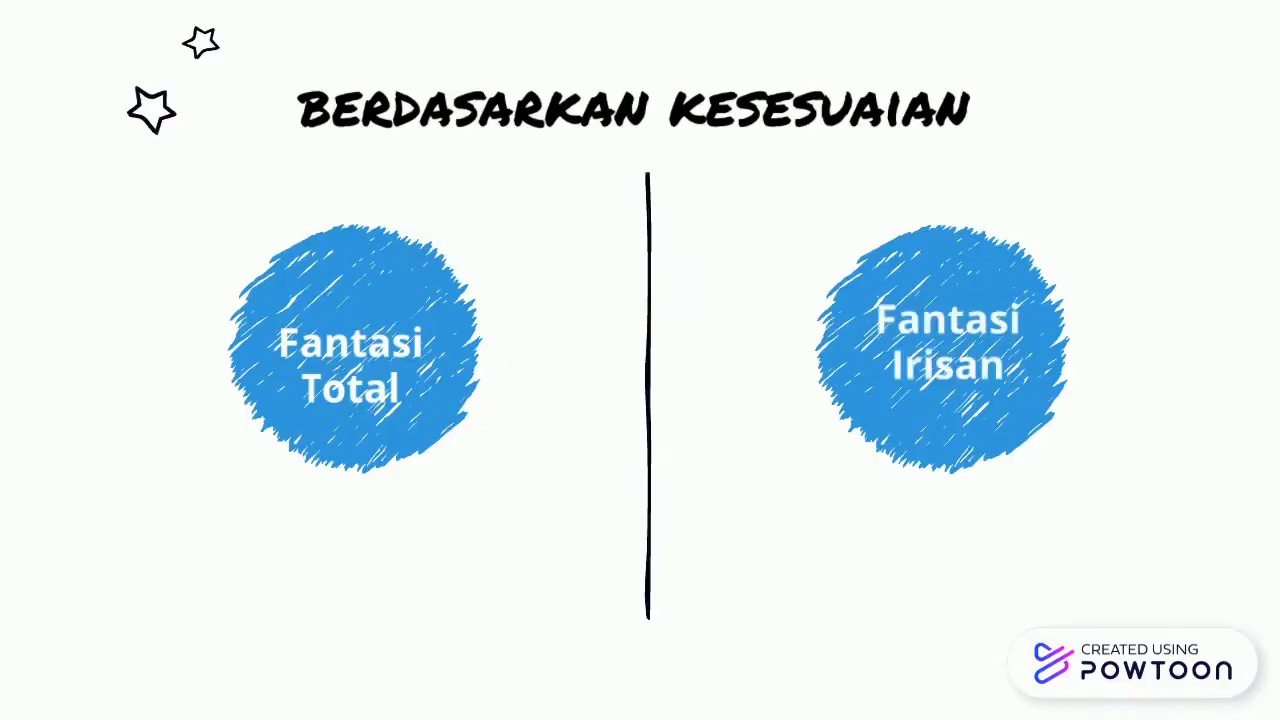 BERDASARKAN KESESUAIAN
Fantasi
Total
Fantasi
Irisan
CREATED USING
POWTOON